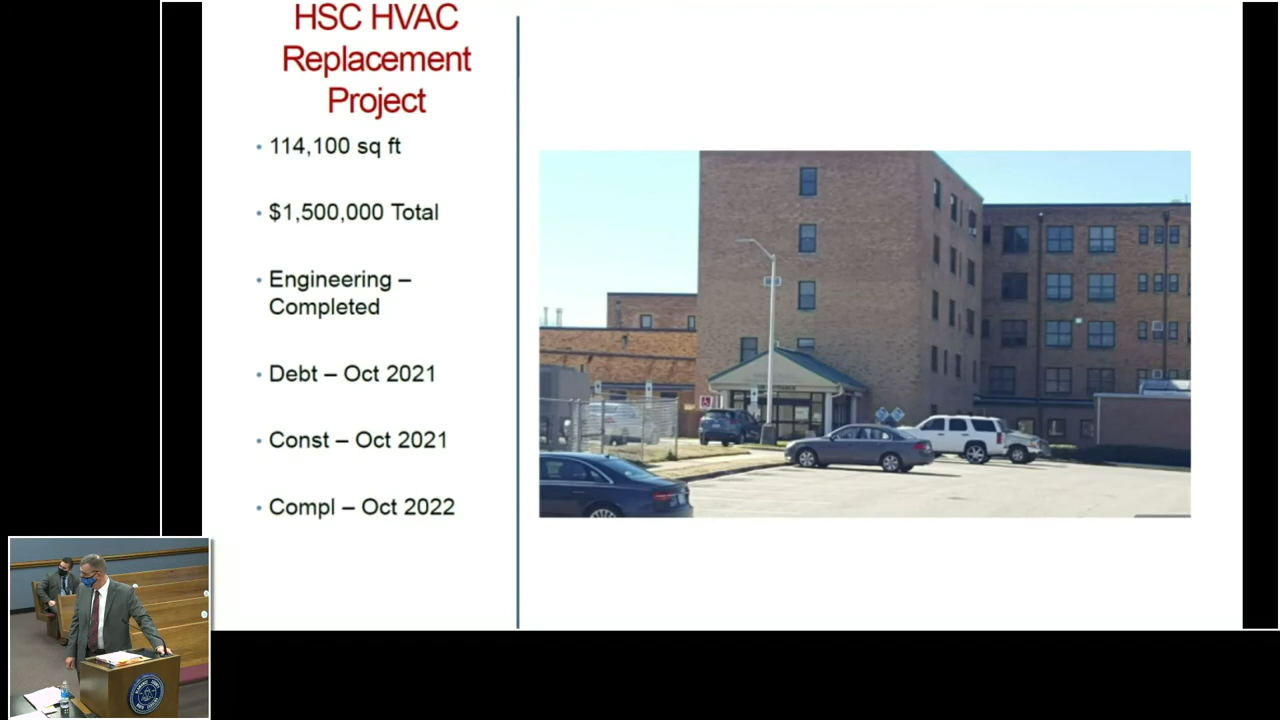 HSC HVAC
Replacement
Project
• 114,100 sq ft
• $1,500,000 Total
• Engineering –
Completed
• Debt – Oct 2021
• Const – Oct 2021
• Compl – Oct 2022